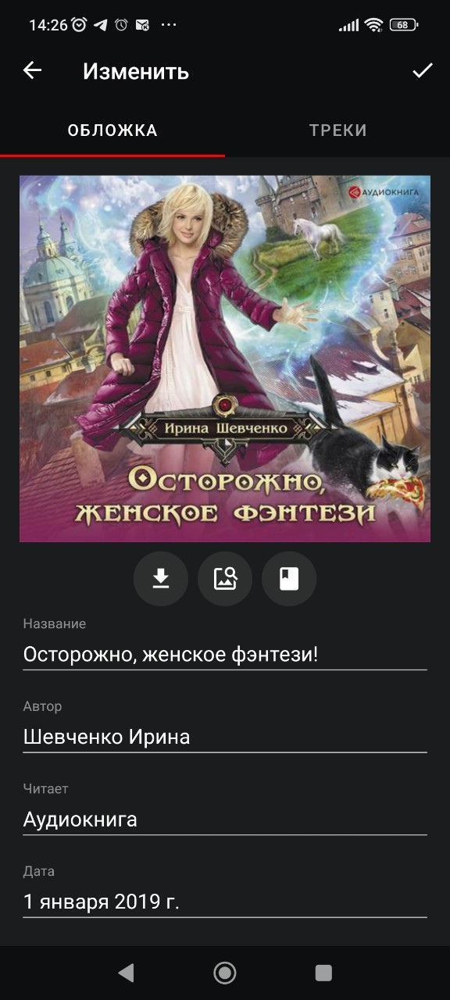 14:26
68
Изменить
ОБЛОЖКА
ТРЕКИ
АУДИОКНИГА
Ирина Шевченко
Осторожно,
женское фэнтези
Название
Осторожно, женское фэнтези!
Автор
Шевченко Ирина
Читает
Аудиокнига
Дата
1 января 2019 г.